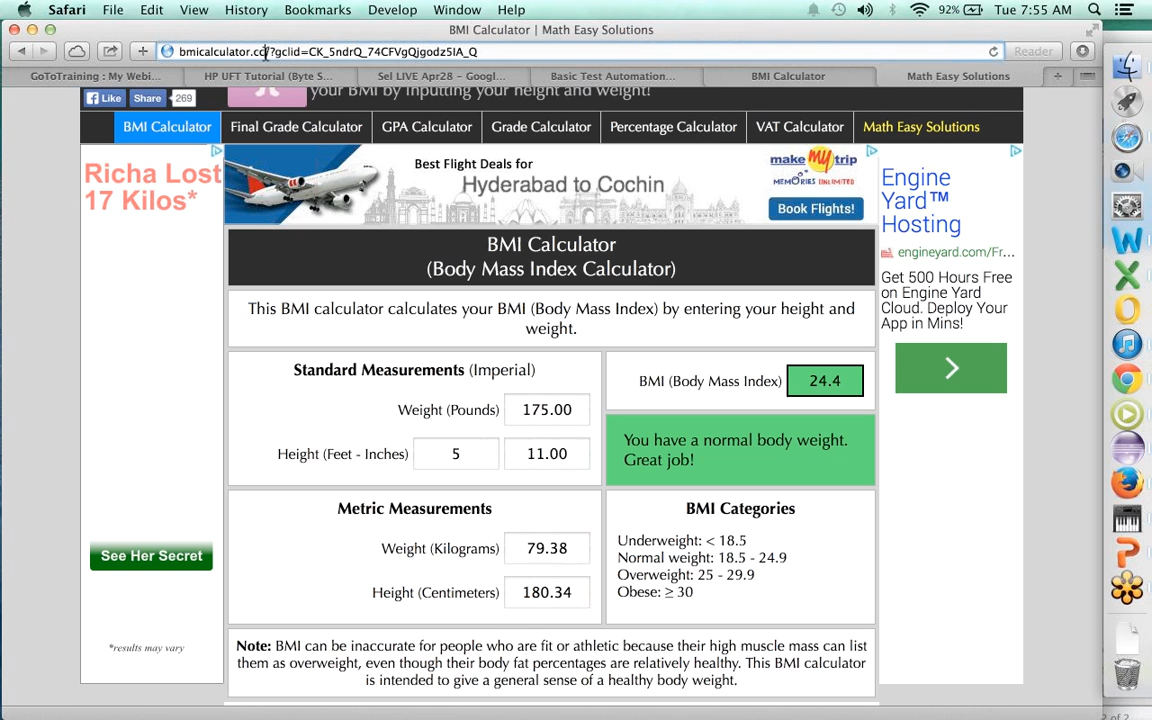 Safari File Edit View History Bookmarks Develop Window Help 92% Tue 7:55 AM
BMI Calculator | Math Easy Solutions
bmicalculator.cc/?gclid=CK_5ndrQ_74CFVgQjgodz5IA_Q
Reader
GoToTraining : My Webi... HP UFT Tutorial (Byte S... Sel LIVE Apr28 - Googl... Basic Test Automation... BMI Calculator Math Easy Solutions
Like Share 269
your BMI by inputting your height and weight!
BMI Calculator Final Grade Calculator GPA Calculator Grade Calculator Percentage Calculator VAT Calculator Math Easy Solutions
Richa Lost
17 Kilos*
See Her Secret
*results may vary
Best Flight Deals for
Hyderabad to Cochin
make my trip
MEMORIES UNLIMITED
Book Flights!
Engine
Yard™
Hosting
engineyard.com/Fr...
Get 500 Hours Free
on Engine Yard
Cloud. Deploy Your
App in Mins!
BMI Calculator
(Body Mass Index Calculator)
This BMI calculator calculates your BMI (Body Mass Index) by entering your height and
weight.
Standard Measurements (Imperial)
Weight (Pounds) 175.00
Height (Feet - Inches) 5 11.00
BMI (Body Mass Index) 24.4
You have a normal body weight.
Great job!
Metric Measurements
Weight (Kilograms) 79.38
Height (Centimeters) 180.34
BMI Categories
Underweight: < 18.5
Normal weight: 18.5 - 24.9
Overweight: 25 - 29.9
Obese: ≥ 30
Note: BMI can be inaccurate for people who are fit or athletic because their high muscle mass can list
them as overweight, even though their body fat percentages are relatively healthy. This BMI calculator
is intended to give a general sense of a healthy body weight.
2 of 2